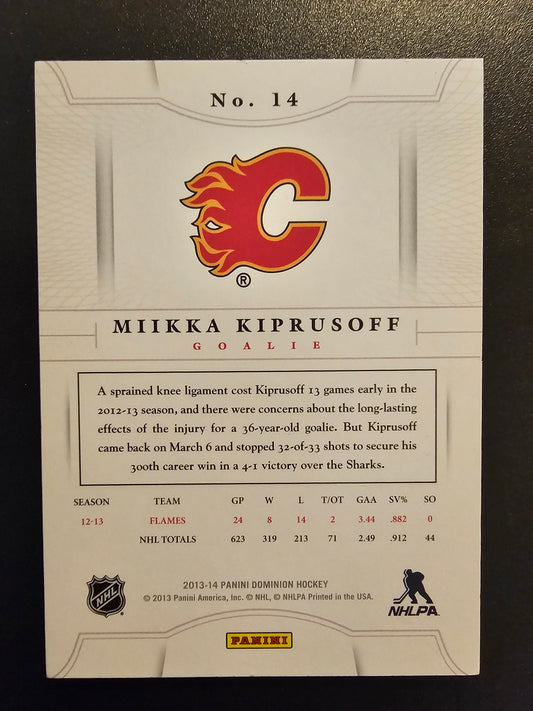 No. 14
C
®
MIIKKA KIPRUSOFF
GOALIE
A sprained knee ligament cost Kiprusoff 13 games early in the
2012-13 season, and there were concerns about the long-lasting
effects of the injury for a 36-year-old goalie. But Kiprusoff
came back on March 6 and stopped 32-of-33 shots to secure his
300th career win in a 4-1 victory over the Sharks.
SEASON TEAM GP W L T/OT GAA SV% SO
12-13 FLAMES 24 8 14 2 3.44 .882 0
NHL TOTALS 623 319 213 71 2.49 .912 44
2013-14 PANINI DOMINION HOCKEY
© 2013 Panini America, Inc. © NHL, © NHLPA Printed in the USA.
NHL
NHLPA
PANINI